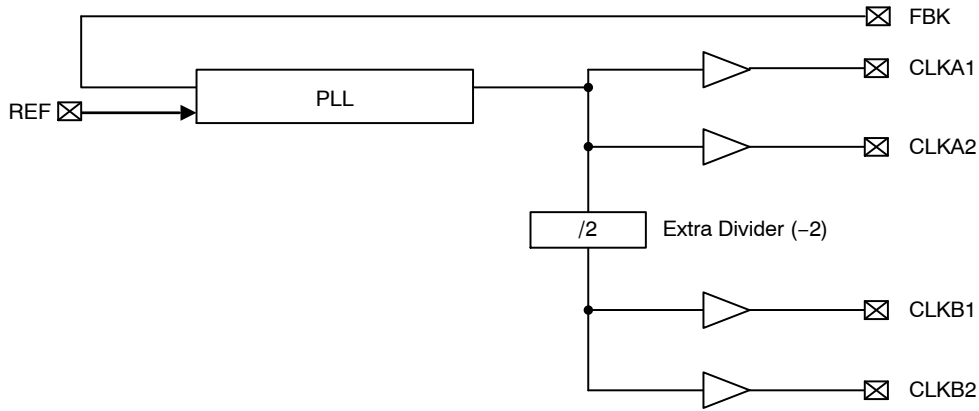 FBK
CLKA1
PLL
REF
CLKA2
/2 Extra Divider (−2)
CLKB1
CLKB2